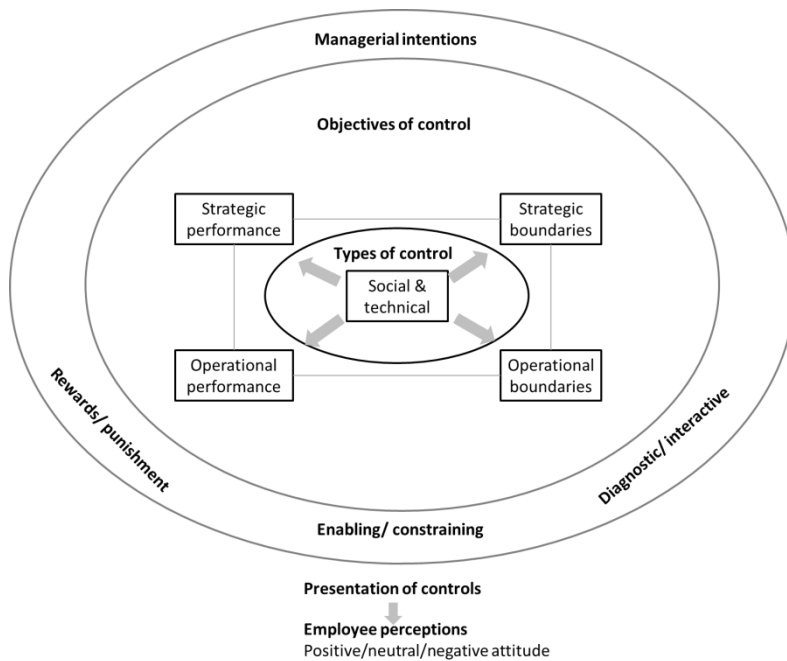 Managerial intentions
Objectives of control
Strategic
performance
Strategic
boundaries
Types of control
Social &
technical
Operational
performance
Operational
boundaries
Rewards/ punishment
Diagnostic/ interactive
Enabling/ constraining
Presentation of controls
Employee perceptions
Positive/neutral/negative attitude